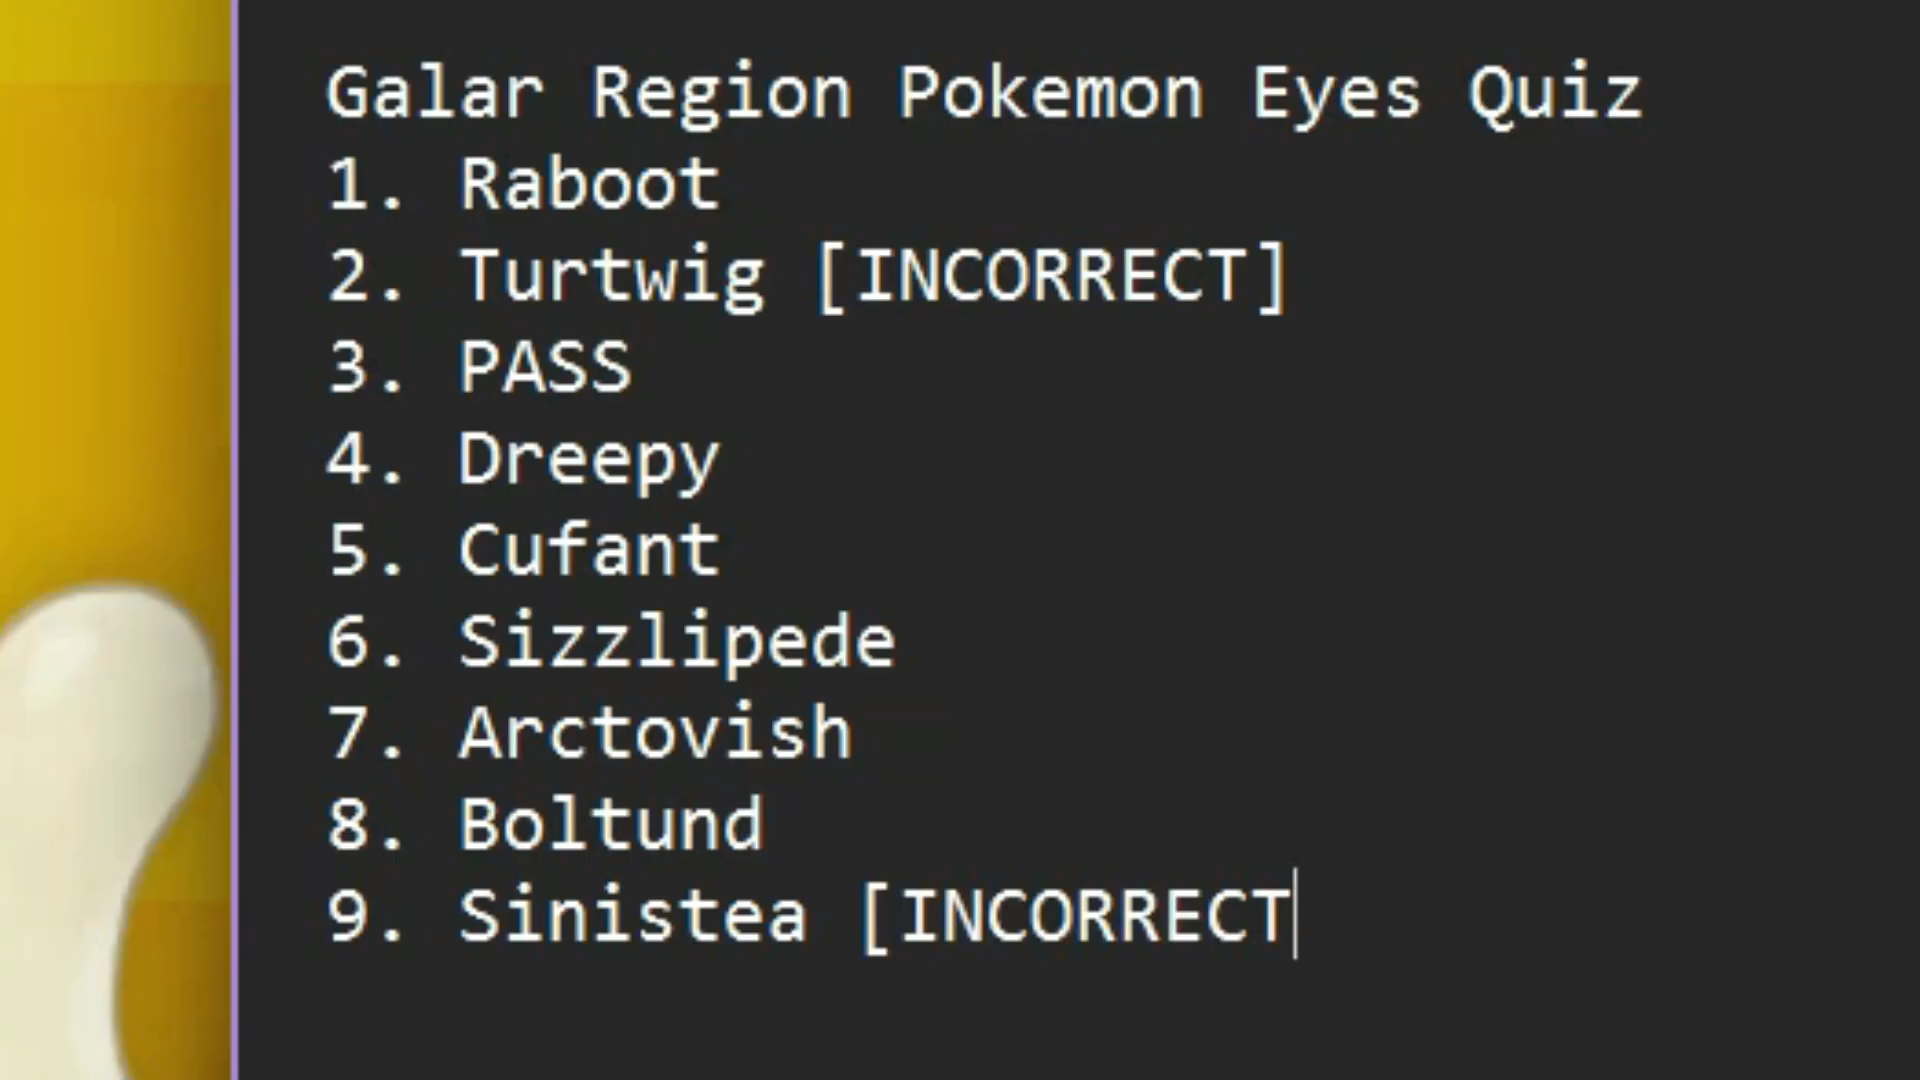 Galar Region Pokemon Eyes Quiz
1. Raboot
2. Turtwig [INCORRECT]
3. PASS
4. Dreepy
5. Cufant
6. Sizzlipede
7. Arctovish
8. Boltund
9. Sinistea [INCORRECT